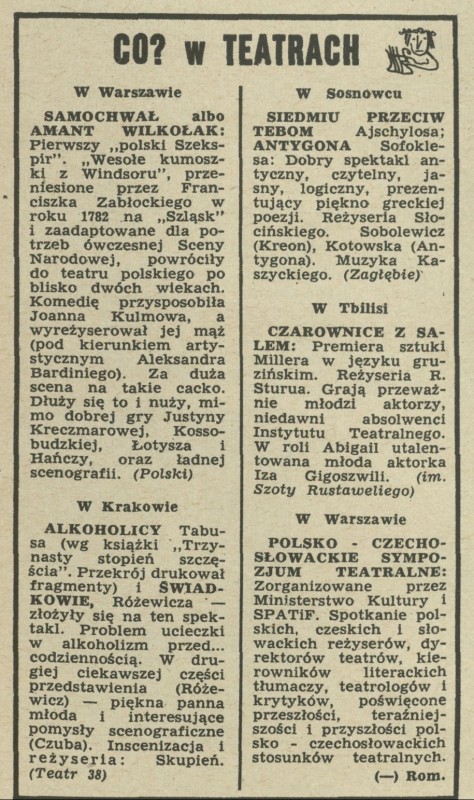 CO? w TEATRACH
W Warszawie
SAMOCHWAŁ albo
AMANT WILKOŁAK:
Pierwszy „polski Szeks-
pir". „Wesołe kumosz-
ki z Windsoru", prze-
niesione przez Fran-
ciszka Zabłockiego w
roku 1782 na „Szląsk"
i zaadaptowane dla po-
trzeb ówczesnej Sceny
Narodowej, powróciły
do teatru polskiego po
blisko dwóch wiekach.
Komedię przysposobiła
Joanna Kulmowa, a
wyreżyserował jej mąż
(pod kierunkiem arty-
stycznym Aleksandra
Bardiniego). Za duża
scena na takie cacko.
Dłuży się to i nuży, mi-
mo dobrej gry Justyny
Kreczmarowej, Kosso-
budzkiej, Łotysza i
Hańczy, oraz ładnej
scenografii. (Polski)
W Krakowie
ALKOHOLICY Tabu-
sa (wg książki „Trzy-
nasty stopień szczę-
ścia". Przekrój drukował
fragmenty) i ŚWIAD-
KOWIE, Różewicza —
złożyły się na ten spek-
takl. Problem ucieczki
w alkoholizm przed...
codziennością. W dru-
giej ciekawszej części
przedstawienia (Róże-
wicz) — piękna panna
młoda i interesujące
pomysły scenograficzne
(Czuba). Inscenizacja i
reżyseria: Skupień.
(Teatr 38)
W Sosnowcu
SIEDMIU PRZECIW
TEBOM Ajschylosa;
ANTYGONA Sofokle-
sa: Dobry spektakl an-
tyczny, czytelny, ja-
sny, logiczny, prezen-
tujący piękno greckiej
poezji. Reżyseria Sło-
cińskiego. Sobolewicz
(Kreon), Kotowska (An-
tygona). Muzyka Ka-
szyckiego. (Zagłębie)
W Tbilisi
CZAROWNICE Z SA-
LEM: Premiera sztuki
Millera w języku gru-
zińskim. Reżyseria R.
Sturua. Grają przeważ-
nie młodzi aktorzy,
niedawni absolwenci
Instytutu Teatralnego.
W roli Abigail utalen-
towana młoda aktorka
Iza Gigoszwili. (im.
Szoty Rustaweliego)
W Warszawie
POLSKO - CZECHO-
SŁOWACKIE SYMPO-
ZJUM TEATRALNE:
Zorganizowane przez
Ministerstwo Kultury i
SPATiF. Spotkanie pol-
skich, czeskich i sło-
wackich reżyserów, dy-
rektorów teatrów, kie-
rowników literackich
tłumaczy, teatrologów i
krytyków, poświęcone
przeszłości, teraźniej-
szości i przyszłości pol-
sko - czechosłowackich
stosunków teatralnych.
(—) Rom.